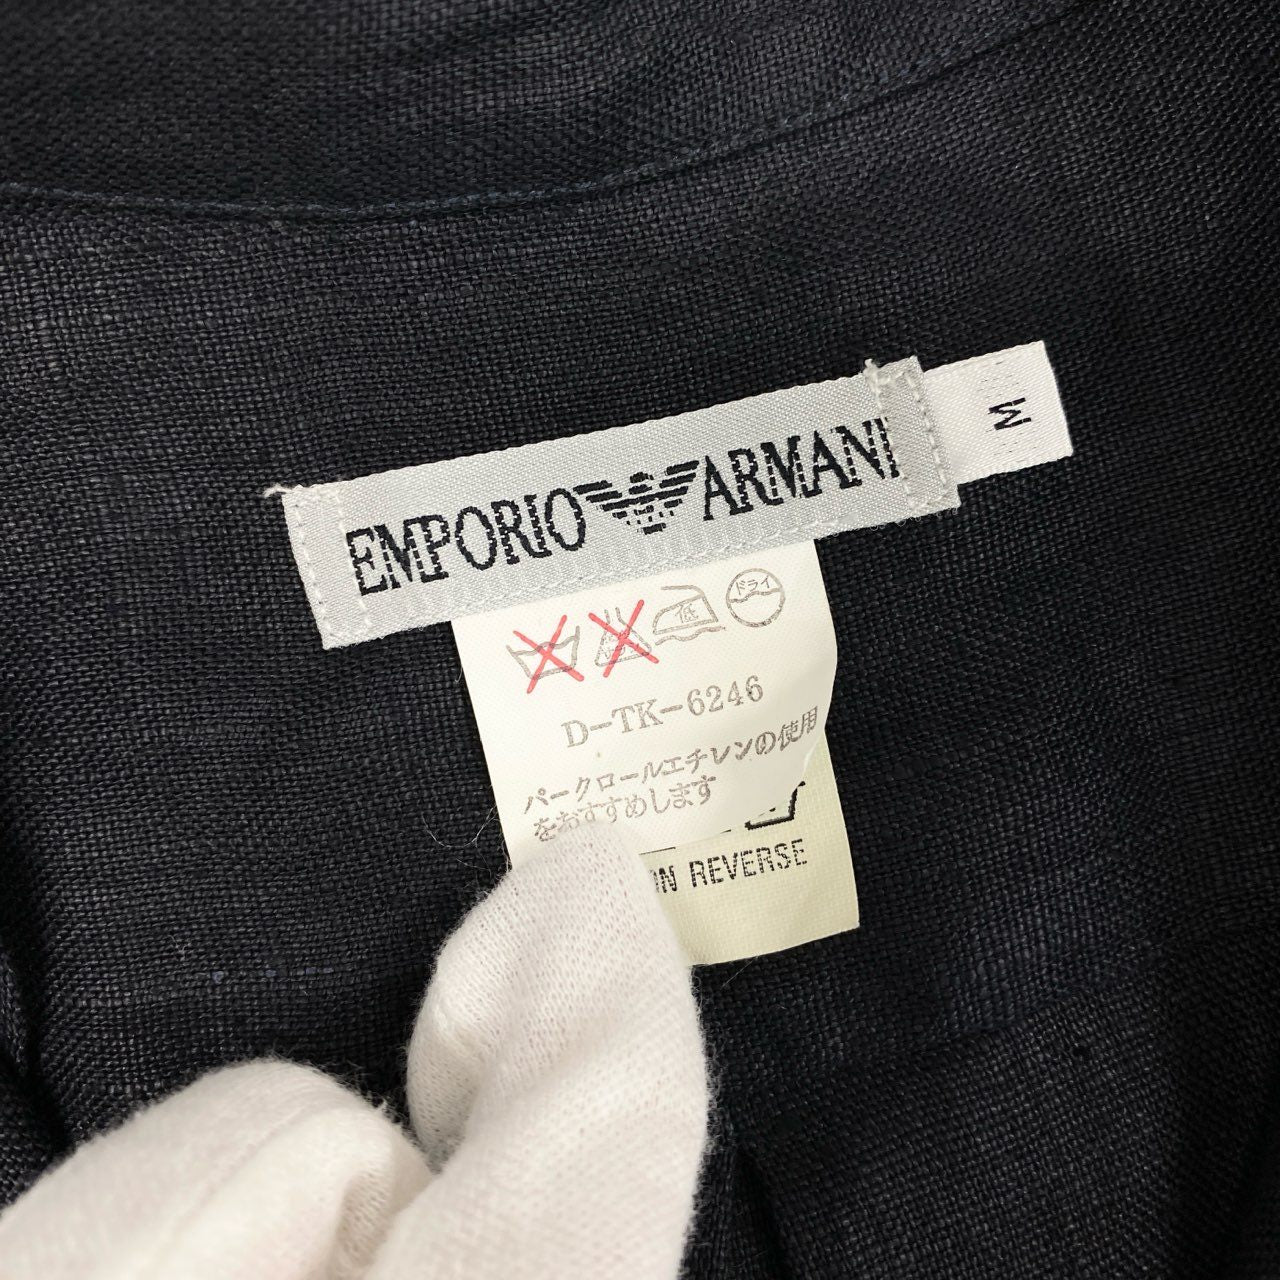 EMPORIO ARMANI
M
低 ドライ
D-TK-6246
パークロールエチレンの使用
をおすすめします
ON REVERSE